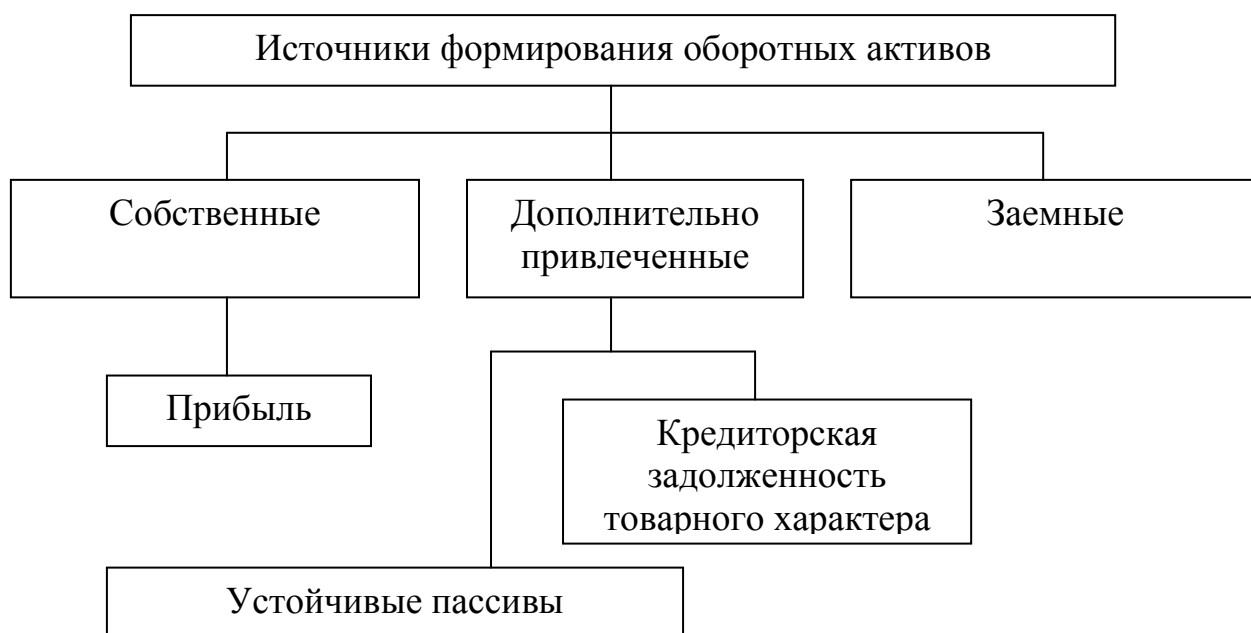 Источники формирования оборотных активов
Собственные
Дополнительно
привлеченные
Заемные
Прибыль
Кредиторская
задолженность
товарного характера
Устойчивые пассивы